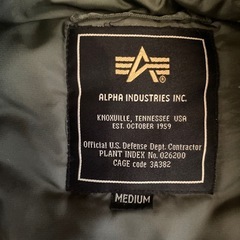 ALPHA INDUSTRIES INC.
KNOXVILLE, TENNESSEE USA
EST. OCTOBER 1959
Official U.S. Defense Dept. Contractor
PLANT INDEX No. 026200
CAGE code 3A382
MEDIUM